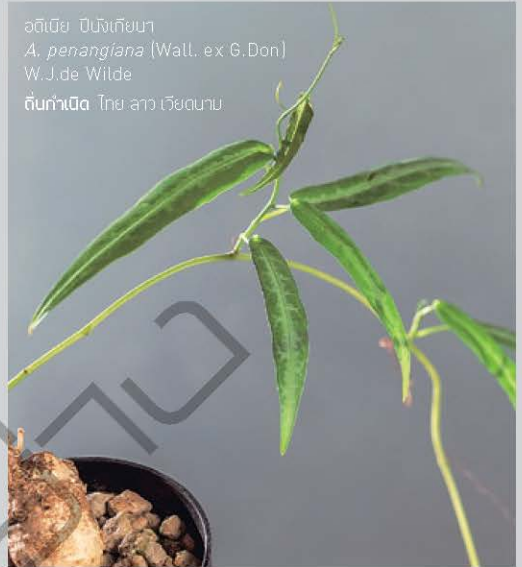 อดีเนีย ปีนังเกียนา
A. penangiana (Wall. ex G.Don)
W.J.de Wilde
ถิ่นกำเนิด ไทย ลาว เวียดนาม